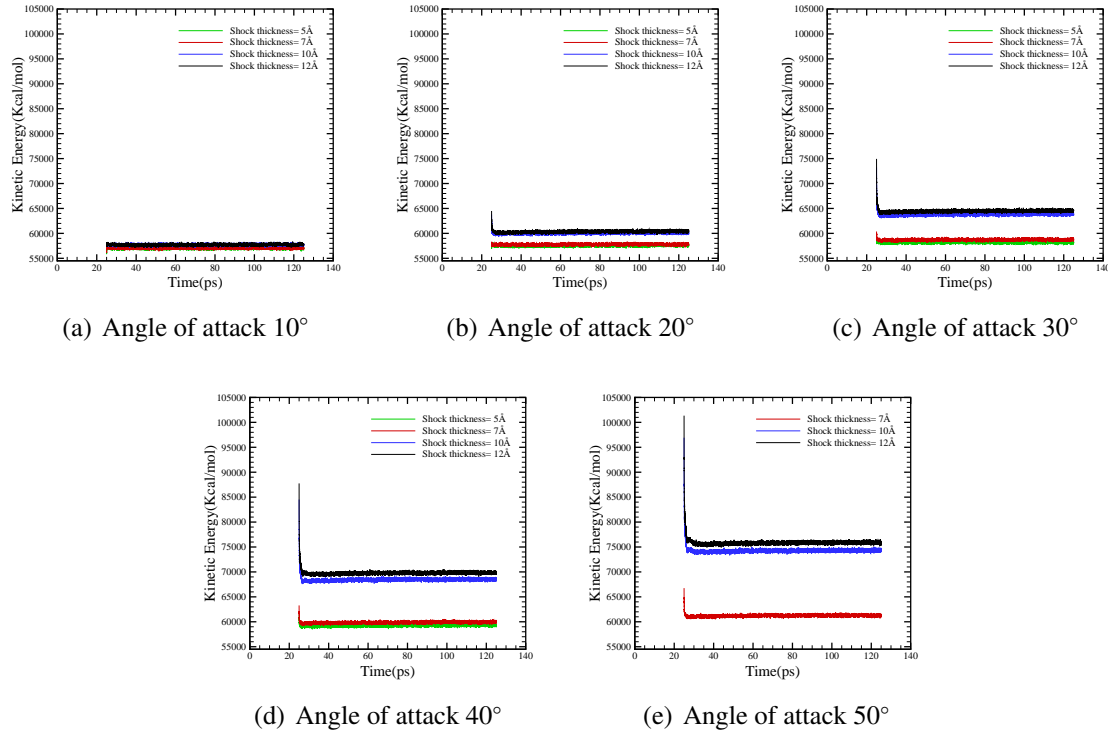 105000
100000
95000
90000
85000
80000
75000
70000
65000
60000
55000
Kinetic Energy(Kcal/mol)
Shock thickness= 5Å
Shock thickness= 7Å
Shock thickness= 10Å
Shock thickness= 12Å
0 20 40 60 80 100 120 140
Time(ps)
(a) Angle of attack 10°
105000
100000
95000
90000
85000
80000
75000
70000
65000
60000
55000
Kinetic Energy(Kcal/mol)
Shock thickness= 5Å
Shock thickness= 7Å
Shock thickness= 10Å
Shock thickness= 12Å
0 20 40 60 80 100 120 140
Time(ps)
(b) Angle of attack 20°
105000
100000
95000
90000
85000
80000
75000
70000
65000
60000
55000
Kinetic Energy(Kcal/mol)
Shock thickness= 5Å
Shock thickness= 7Å
Shock thickness= 10Å
Shock thickness= 12Å
0 20 40 60 80 100 120 140
Time(ps)
(c) Angle of attack 30°
105000
100000
95000
90000
85000
80000
75000
70000
65000
60000
55000
Kinetic Energy(Kcal/mol)
Shock thickness= 5Å
Shock thickness= 7Å
Shock thickness= 10Å
Shock thickness= 12Å
0 20 40 60 80 100 120 140
Time(ps)
(d) Angle of attack 40°
105000
100000
95000
90000
85000
80000
75000
70000
65000
60000
55000
Kinetic Energy(Kcal/mol)
Shock thickness= 7Å
Shock thickness= 10Å
Shock thickness= 12Å
0 20 40 60 80 100 120 140
Time(ps)
(e) Angle of attack 50°